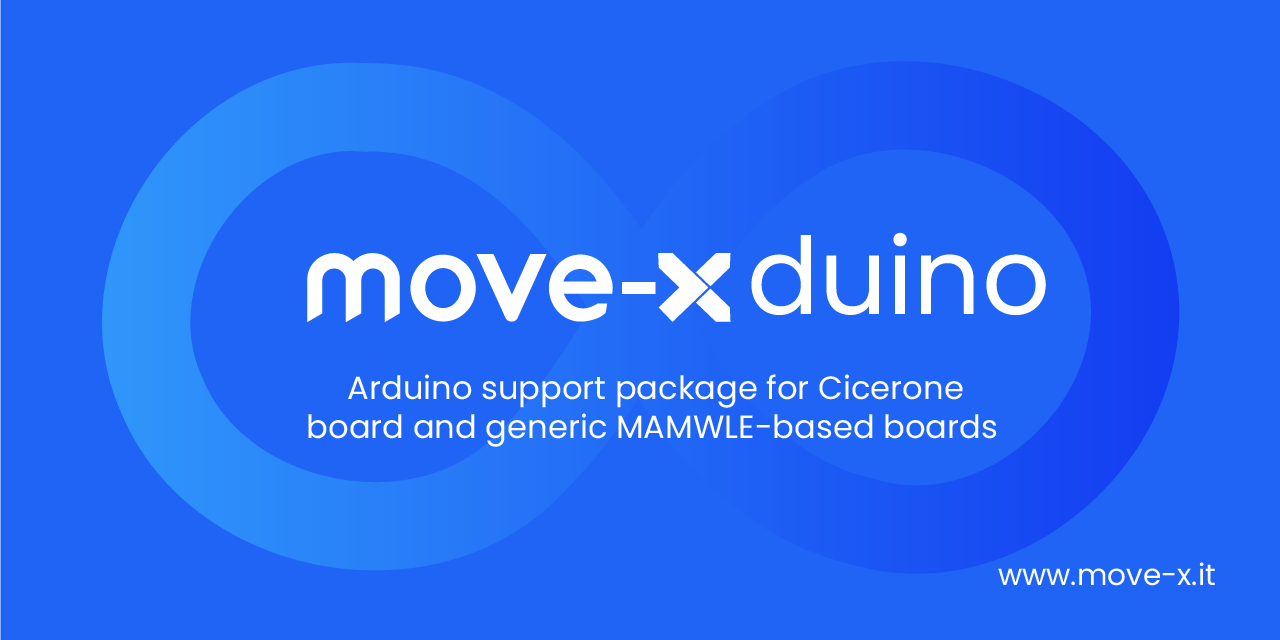 move-x duino
Arduino support package for Cicerone
board and generic MAMWLE-based boards
www.move-x.it